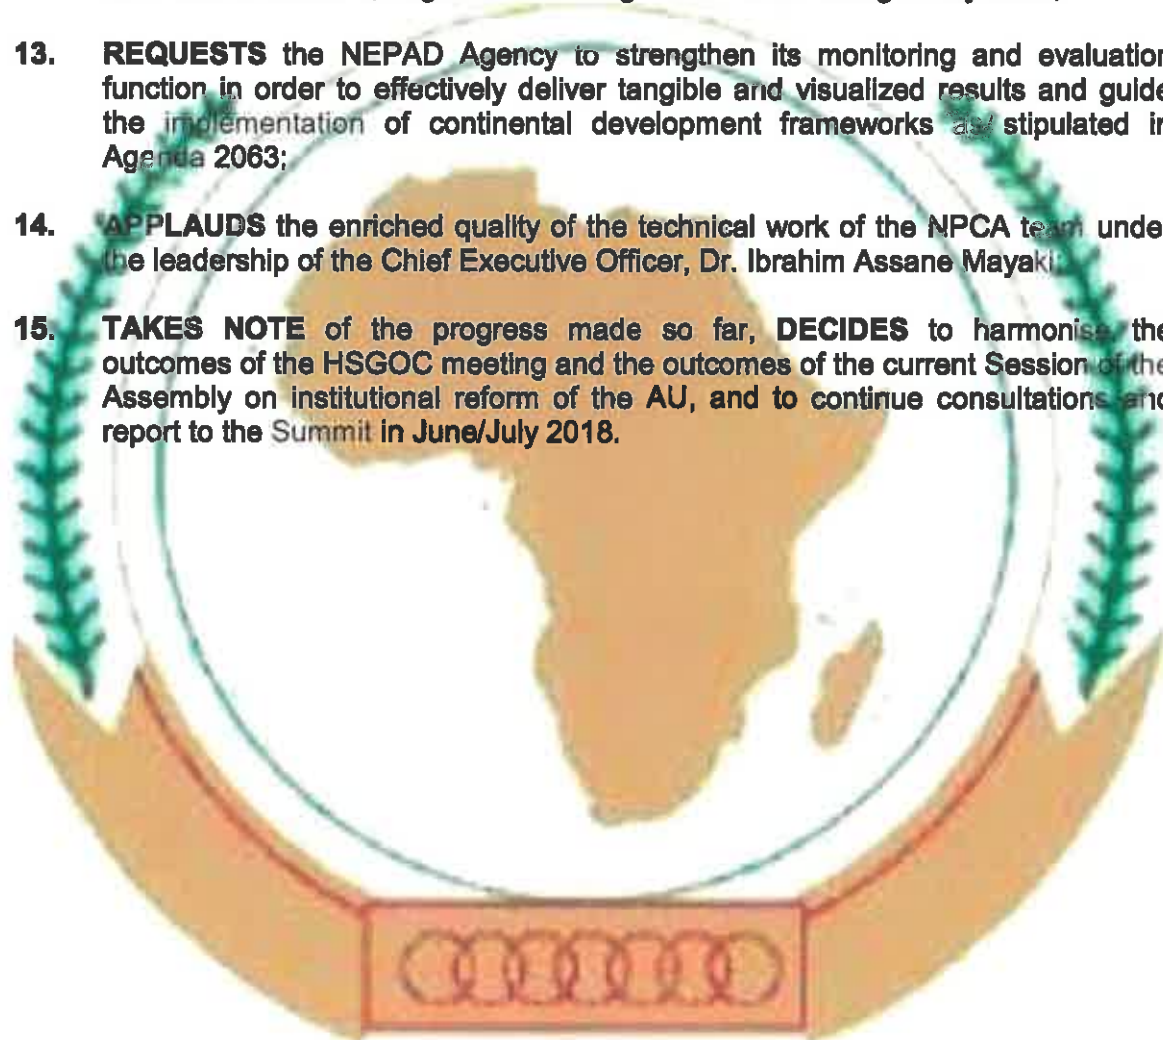 13. REQUESTS the NEPAD Agency to strengthen its monitoring and evaluation
function in order to effectively deliver tangible and visualized results and guide
the implementation of continental development frameworks as stipulated in
Agenda 2063;
14. APPLAUDS the enriched quality of the technical work of the NPCA team under
the leadership of the Chief Executive Officer, Dr. Ibrahim Assane Mayaki;
15. TAKES NOTE of the progress made so far, DECIDES to harmonise the
outcomes of the HSGOC meeting and the outcomes of the current Session of the
Assembly on institutional reform of the AU, and to continue consultations and
report to the Summit in June/July 2018.